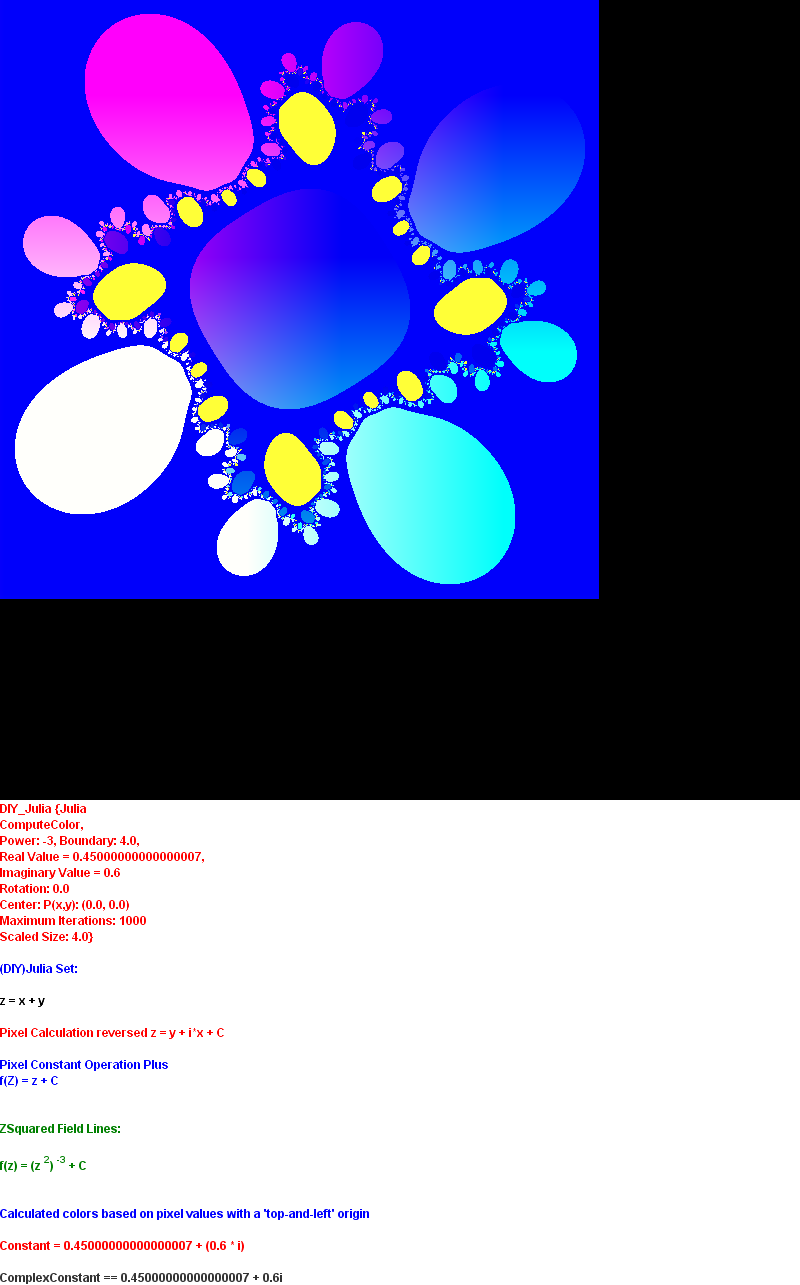 DIY_Julia {Julia
ComputeColor,
Power: -3, Boundary: 4.0,
Real Value = 0.45000000000000007,
Imaginary Value = 0.6
Rotation: 0.0
Center: P(x,y): (0.0, 0.0)
Maximum Iterations: 1000
Scaled Size: 4.0}
(DIY)Julia Set:
z = x + y
Pixel Calculation reversed z = y + i*x + C
Pixel Constant Operation Plus
f(Z) = z + C
ZSquared Field Lines:
f(z) = (z 2) -3 + C
Calculated colors based on pixel values with a 'top-and-left' origin
Constant = 0.45000000000000007 + (0.6 * i)
ComplexConstant == 0.45000000000000007 + 0.6i